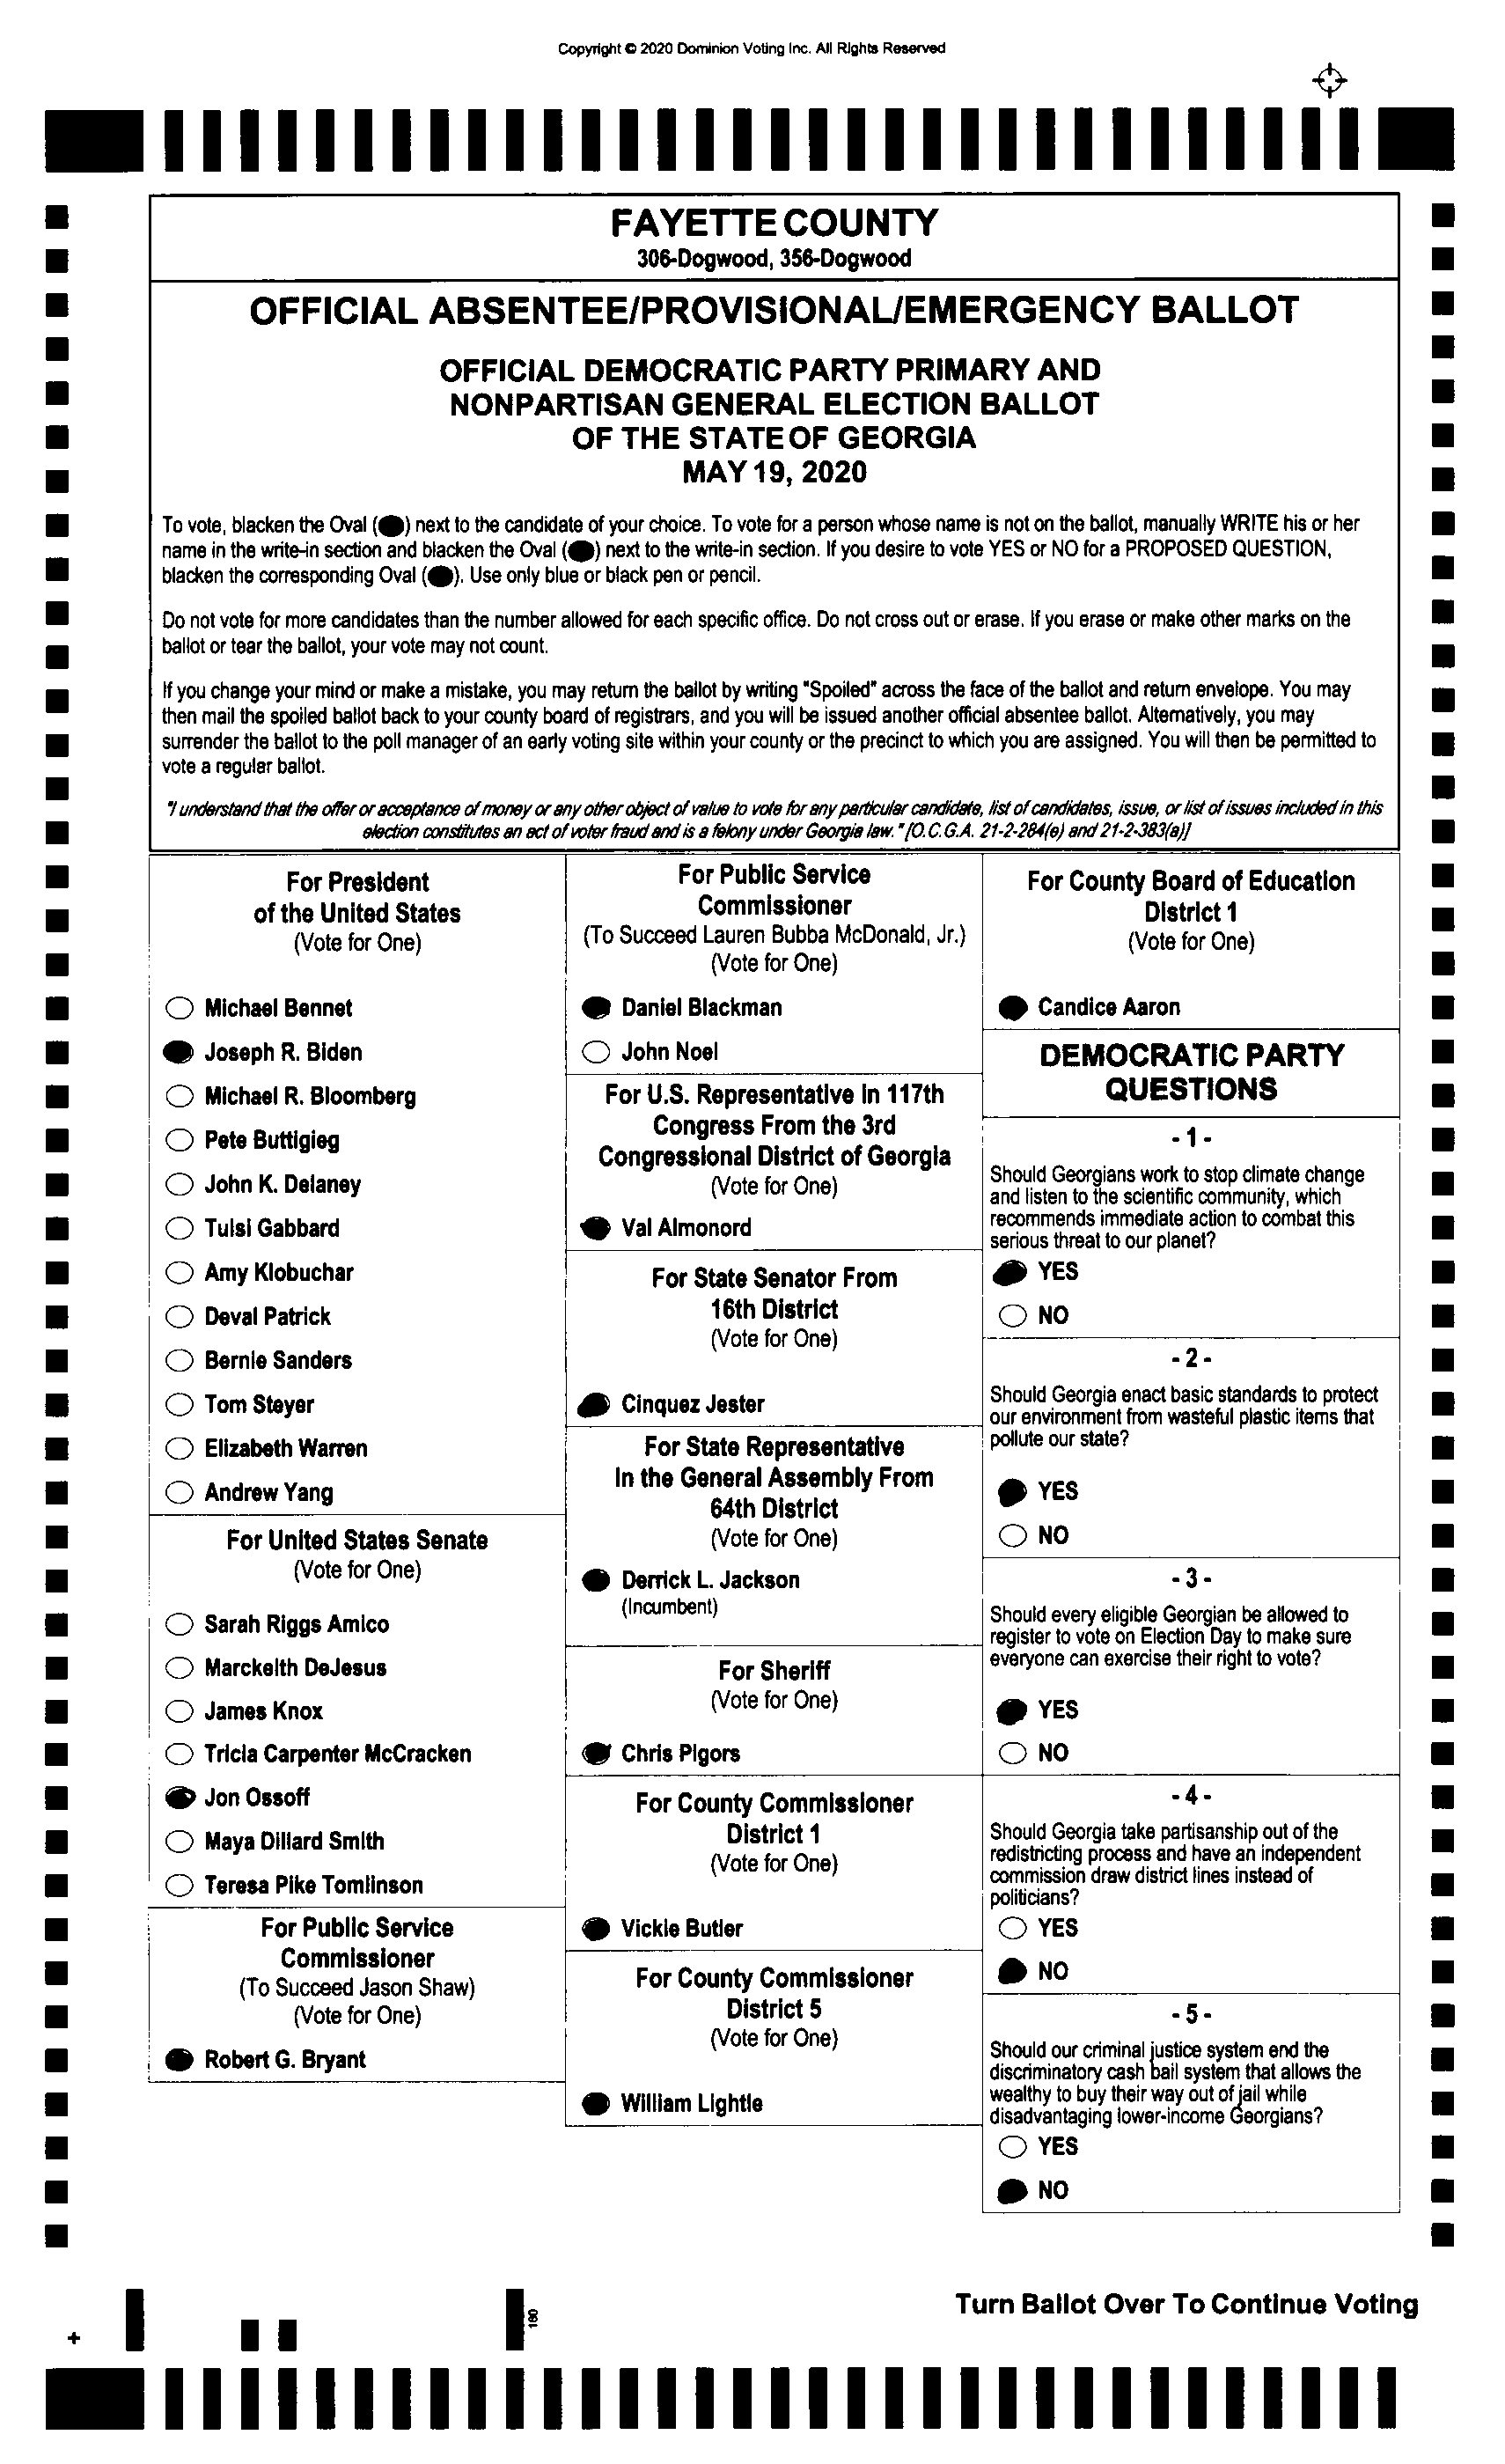 Copyright © 2020 Dominion Voting Inc. All Rights Reserved
FAYETTE COUNTY
306-Dogwood, 356-Dogwood
OFFICIAL ABSENTEE/PROVISIONAL/EMERGENCY BALLOT
OFFICIAL DEMOCRATIC PARTY PRIMARY AND
NONPARTISAN GENERAL ELECTION BALLOT
OF THE STATE OF GEORGIA
MAY 19, 2020
To vote, blacken the Oval (⬬) next to the candidate of your choice. To vote for a person whose name is not on the ballot, manually WRITE his or her
name in the write-in section and blacken the Oval (⬬) next to the write-in section. If you desire to vote YES or NO for a PROPOSED QUESTION,
blacken the corresponding Oval (⬬). Use only blue or black pen or pencil.
Do not vote for more candidates than the number allowed for each specific office. Do not cross out or erase. If you erase or make other marks on the
ballot or tear the ballot, your vote may not count.
If you change your mind or make a mistake, you may return the ballot by writing "Spoiled" across the face of the ballot and return envelope. You may
then mail the spoiled ballot back to your county board of registrars, and you will be issued another official absentee ballot. Alternatively, you may
surrender the ballot to the poll manager of an early voting site within your county or the precinct to which you are assigned. You will then be permitted to
vote a regular ballot.
"I understand that the offer or acceptance of money or any other object of value to vote for any particular candidate, list of candidates, issue, or list of issues included in this
election constitutes an act of voter fraud and is a felony under Georgia law." [O.C.G.A. 21-2-284(e) and 21-2-383(a)]
For President
of the United States
(Vote for One)
Michael Bennet
Joseph R. Biden
Michael R. Bloomberg
Pete Buttigieg
John K. Delaney
Tulsi Gabbard
Amy Klobuchar
Deval Patrick
Bernie Sanders
Tom Steyer
Elizabeth Warren
Andrew Yang
For United States Senate
(Vote for One)
Sarah Riggs Amico
Marckeith DeJesus
James Knox
Tricia Carpenter McCracken
Jon Ossoff
Maya Dillard Smith
Teresa Pike Tomlinson
For Public Service
Commissioner
(To Succeed Jason Shaw)
(Vote for One)
Robert G. Bryant
For Public Service
Commissioner
(To Succeed Lauren Bubba McDonald, Jr.)
(Vote for One)
Daniel Blackman
John Noel
For U.S. Representative in 117th
Congress From the 3rd
Congressional District of Georgia
(Vote for One)
Val Almonord
For State Senator From
16th District
(Vote for One)
Cinquez Jester
For State Representative
In the General Assembly From
64th District
(Vote for One)
Derrick L. Jackson
(Incumbent)
For Sheriff
(Vote for One)
Chris Pigors
For County Commissioner
District 1
(Vote for One)
Vickie Butler
For County Commissioner
District 5
(Vote for One)
William Lightle
For County Board of Education
District 1
(Vote for One)
Candice Aaron
DEMOCRATIC PARTY
QUESTIONS
- 1 -
Should Georgians work to stop climate change
and listen to the scientific community, which
recommends immediate action to combat this
serious threat to our planet?
YES
NO
- 2 -
Should Georgia enact basic standards to protect
our environment from wasteful plastic items that
pollute our state?
YES
NO
- 3 -
Should every eligible Georgian be allowed to
register to vote on Election Day to make sure
everyone can exercise their right to vote?
YES
NO
- 4 -
Should Georgia take partisanship out of the
redistricting process and have an independent
commission draw district lines instead of
politicians?
YES
NO
- 5 -
Should our criminal justice system end the
discriminatory cash bail system that allows the
wealthy to buy their way out of jail while
disadvantaging lower-income Georgians?
YES
NO
Turn Ballot Over To Continue Voting
160